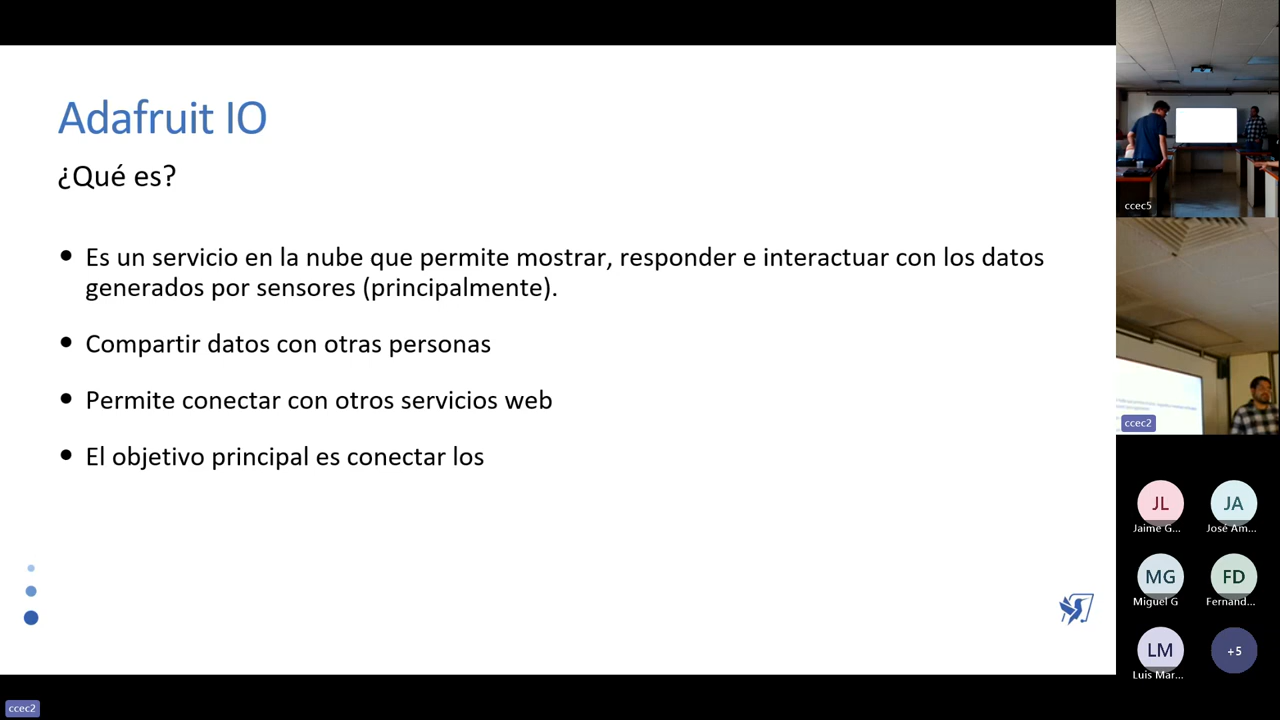 Adafruit IO
¿Qué es?
• Es un servicio en la nube que permite mostrar, responder e interactuar con los datos
generados por sensores (principalmente).
• Compartir datos con otras personas
• Permite conectar con otros servicios web
• El objetivo principal es conectar los
ccec5
ccec2
JL
JA
Jaime G...
José Am...
MG
FD
Miguel G
Fernand...
LM
+5
Luis Mar...
ccec2